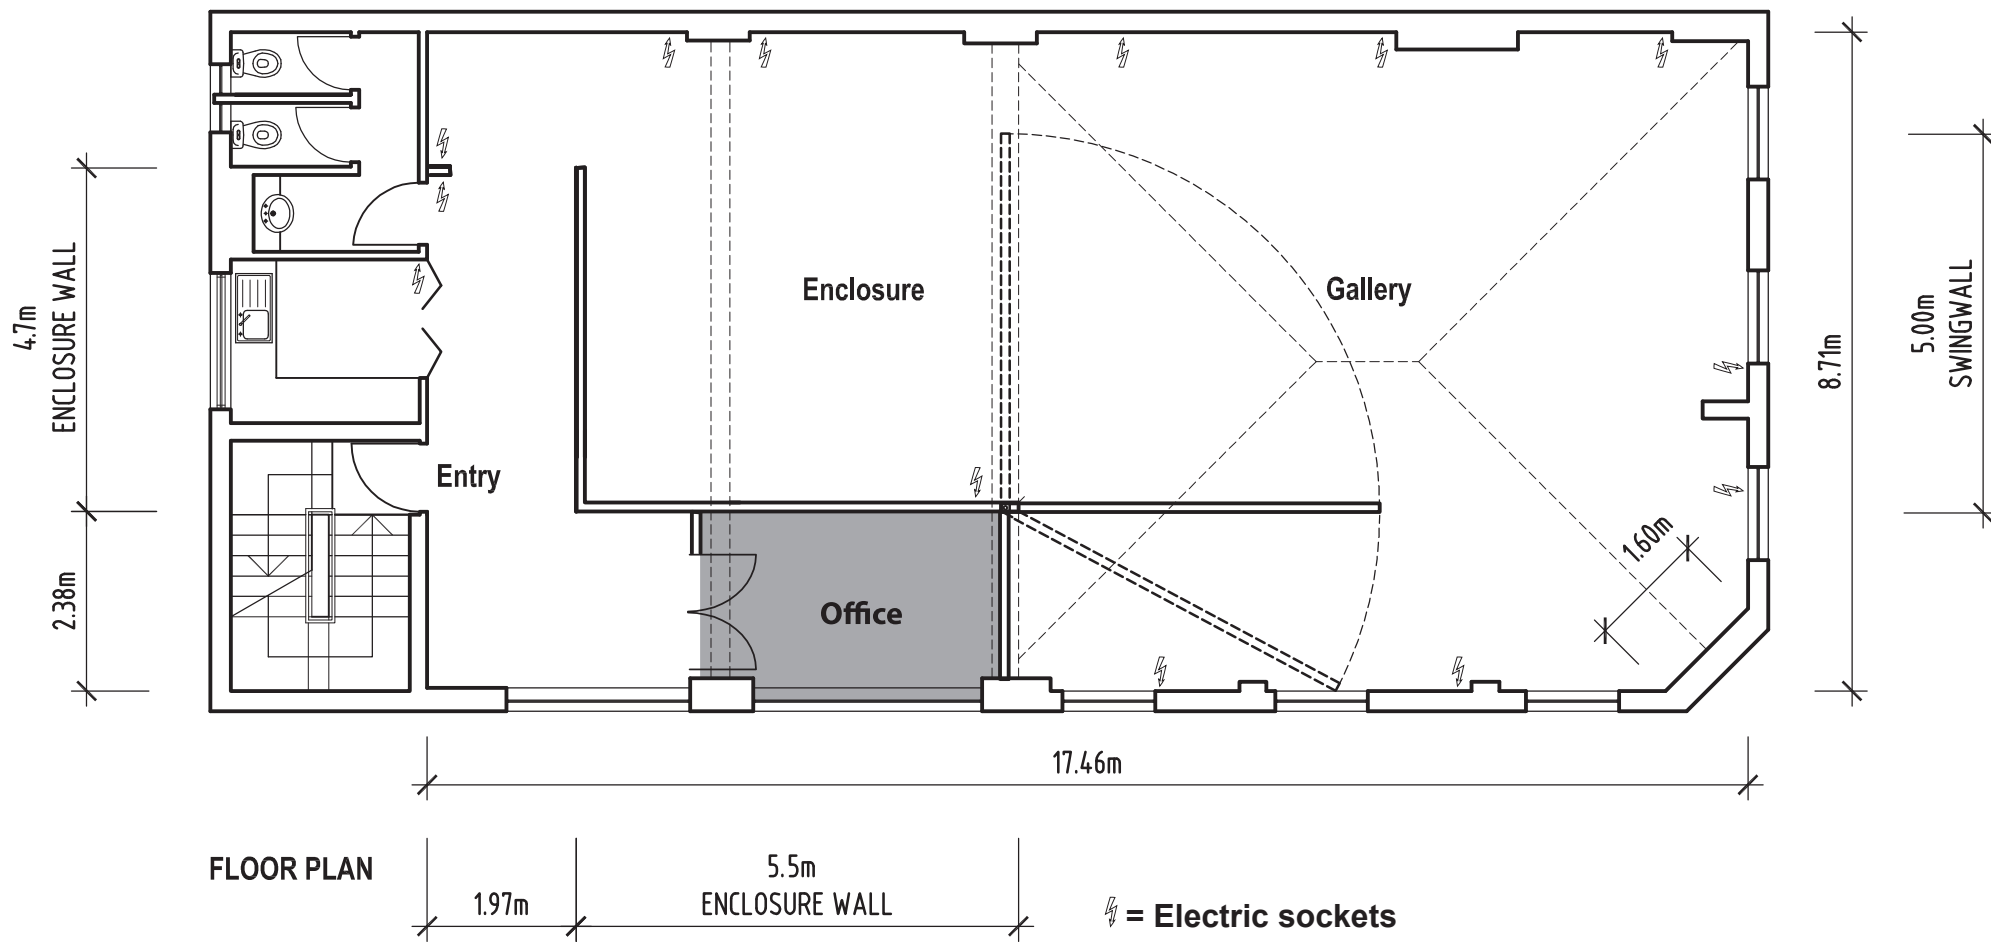 Enclosure
Gallery
Entry
Office
4.7m
ENCLOSURE WALL
2.38m
8.71m
5.00m
SWINGWALL
1.60m
17.46m
FLOOR PLAN
1.97m
5.5m
ENCLOSURE WALL
= Electric sockets